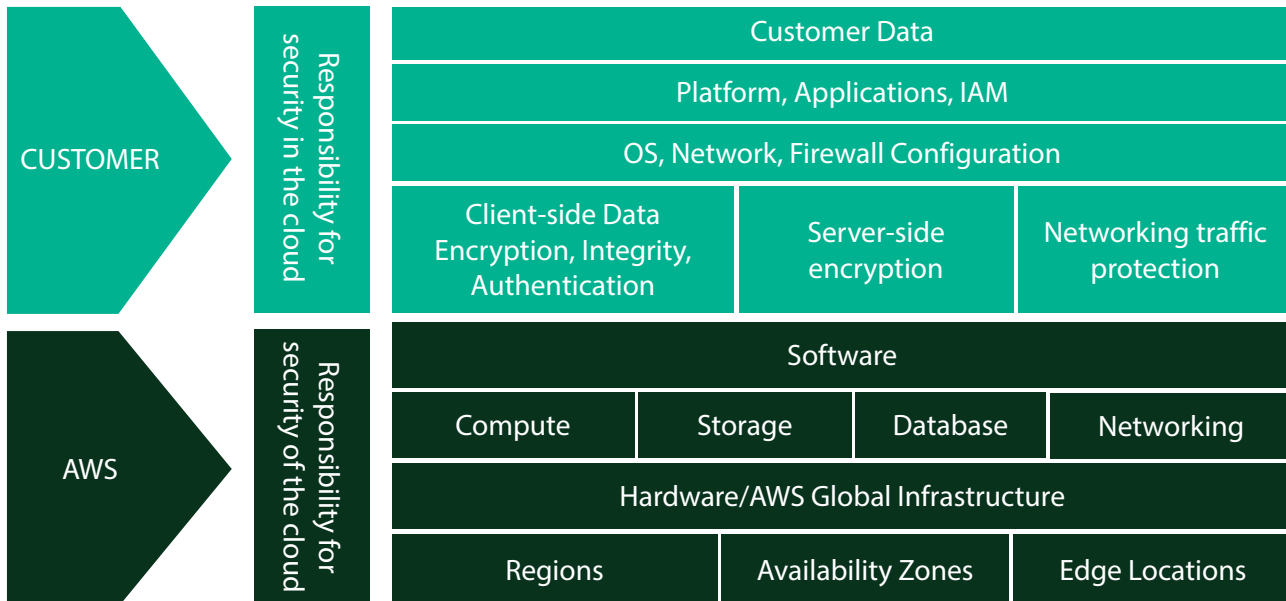 CUSTOMER
Responsibility for
security in the cloud
Customer Data
Platform, Applications, IAM
OS, Network, Firewall Configuration
Client-side Data
Encryption, Integrity,
Authentication
Server-side
encryption
Networking traffic
protection
AWS
Responsibility for
security of the cloud
Software
Compute
Storage
Database
Networking
Hardware/AWS Global Infrastructure
Regions
Availability Zones
Edge Locations